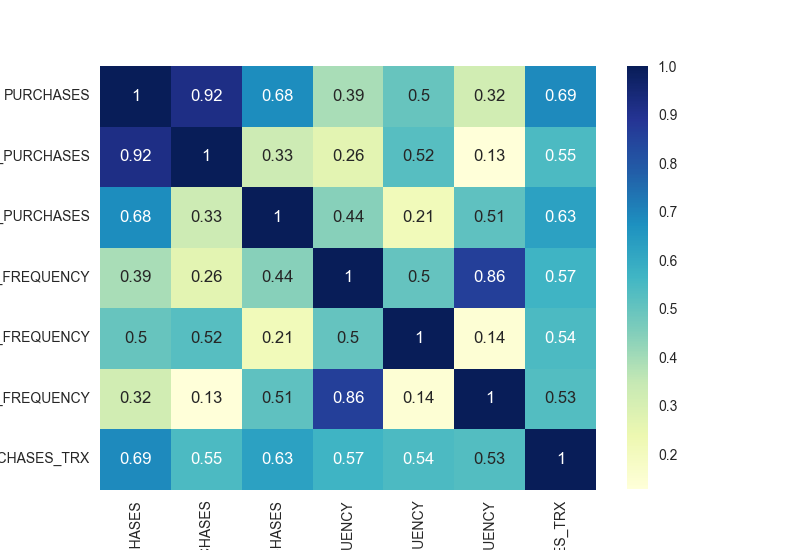 PURCHASES 1 0.92 0.68 0.39 0.5 0.32 0.69
_PURCHASES 0.92 1 0.33 0.26 0.52 0.13 0.55
_PURCHASES 0.68 0.33 1 0.44 0.21 0.51 0.63
_FREQUENCY 0.39 0.26 0.44 1 0.5 0.86 0.57
_FREQUENCY 0.5 0.52 0.21 0.5 1 0.14 0.54
_FREQUENCY 0.32 0.13 0.51 0.86 0.14 1 0.53
CHASES_TRX 0.69 0.55 0.63 0.57 0.54 0.53 1
HASES CHASES CHASES UENCY UENCY UENCY ES_TRX
1.0
0.9
0.8
0.7
0.6
0.5
0.4
0.3
0.2